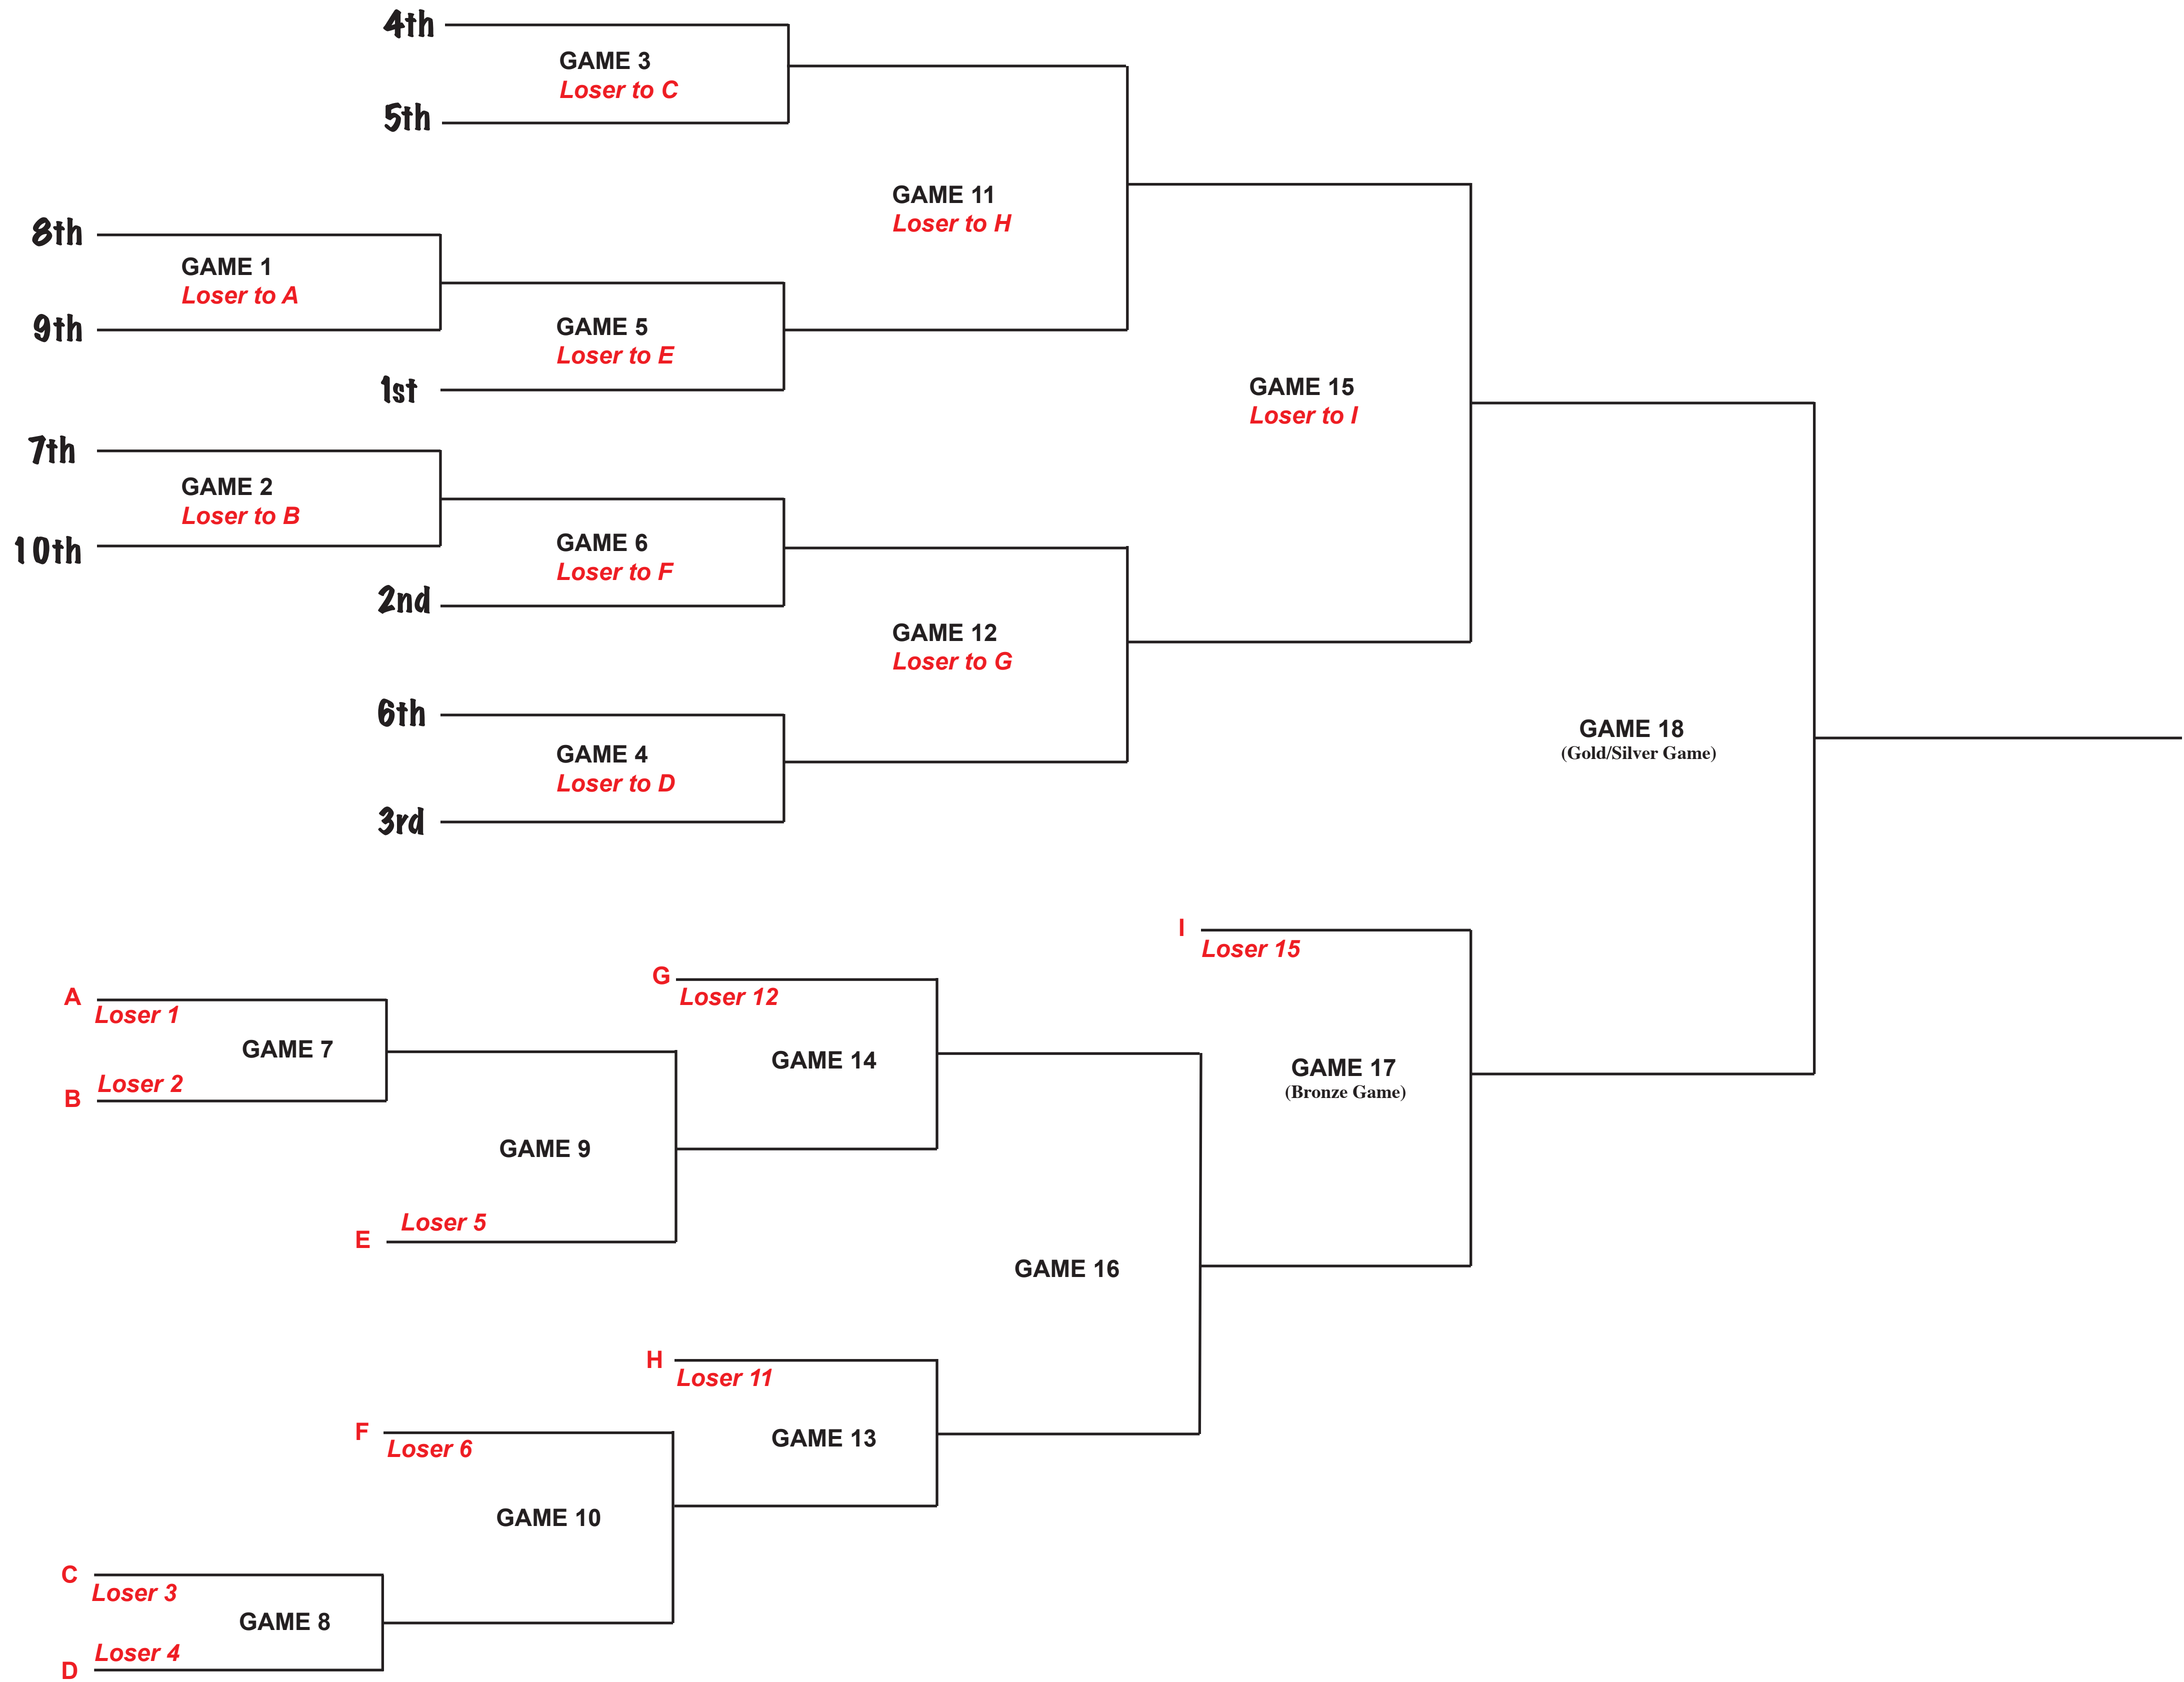 4th
GAME 3
Loser to C
5th
GAME 11
Loser to H
8th
GAME 1
Loser to A
9th
GAME 5
Loser to E
1st
GAME 15
Loser to I
7th
GAME 2
Loser to B
10th
GAME 6
Loser to F
2nd
GAME 12
Loser to G
6th
GAME 4
Loser to D
3rd
GAME 18
(Gold/Silver Game)
I
Loser 15
G
Loser 12
A
Loser 1
GAME 7
Loser 2
B
GAME 14
GAME 17
(Bronze Game)
GAME 9
Loser 5
E
GAME 16
H
Loser 11
F
Loser 6
GAME 13
GAME 10
C
Loser 3
GAME 8
Loser 4
D